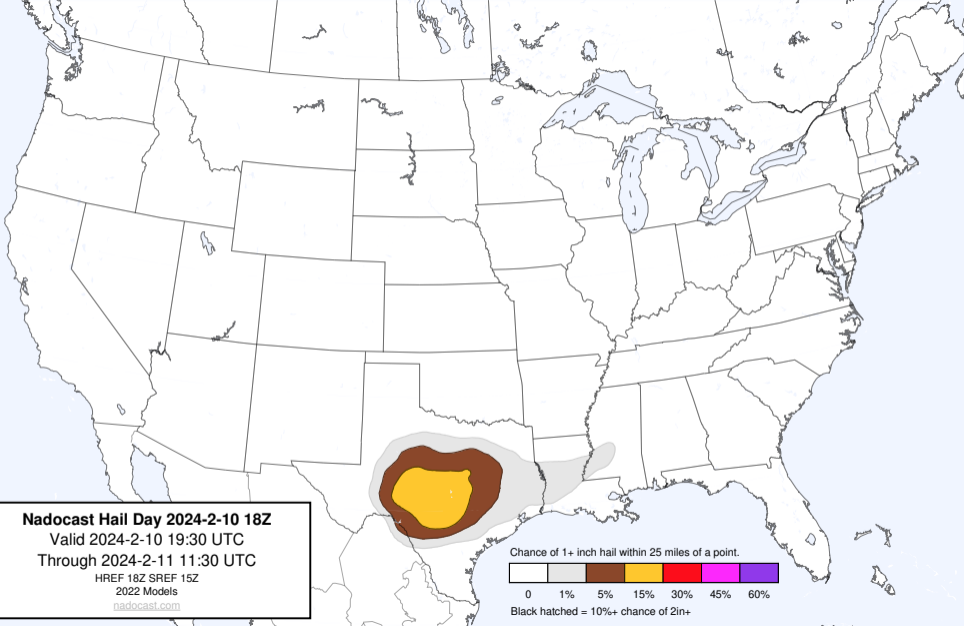 Nadocast Hail Day 2024-2-10 18Z
Valid 2024-2-10 19:30 UTC
Through 2024-2-11 11:30 UTC
HREF 18Z SREF 15Z
2022 Models
nadocast.com
Chance of 1+ inch hail within 25 miles of a point.
0 1% 5% 15% 30% 45% 60%
Black hatched = 10%+ chance of 2in+